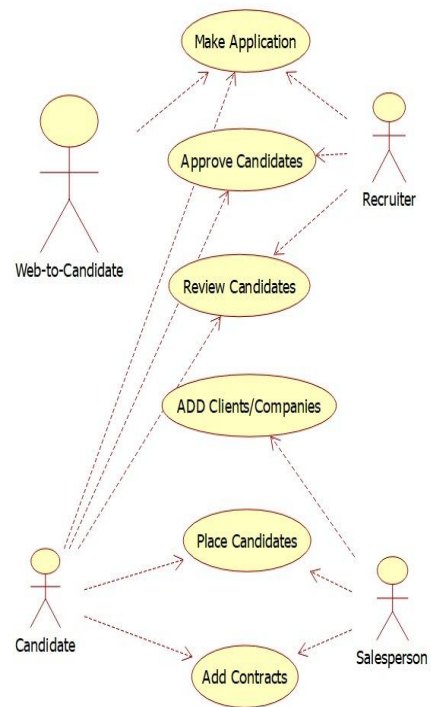 Make Application
Approve Candidates
Recruiter
Web-to-Candidate
Review Candidates
ADD Clients/Companies
Place Candidates
Candidate
Salesperson
Add Contracts